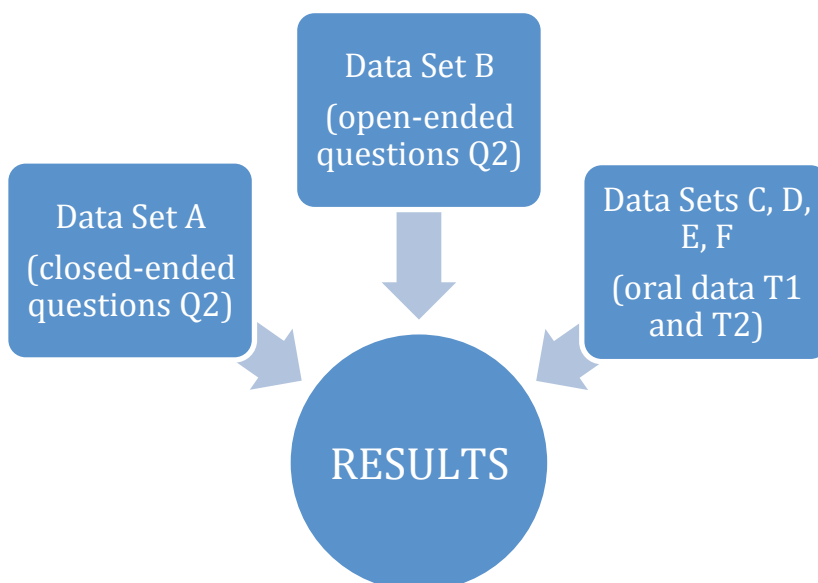 Data Set A
(closed-ended
questions Q2)
Data Set B
(open-ended
questions Q2)
Data Sets C, D,
E, F
(oral data T1
and T2)
RESULTS